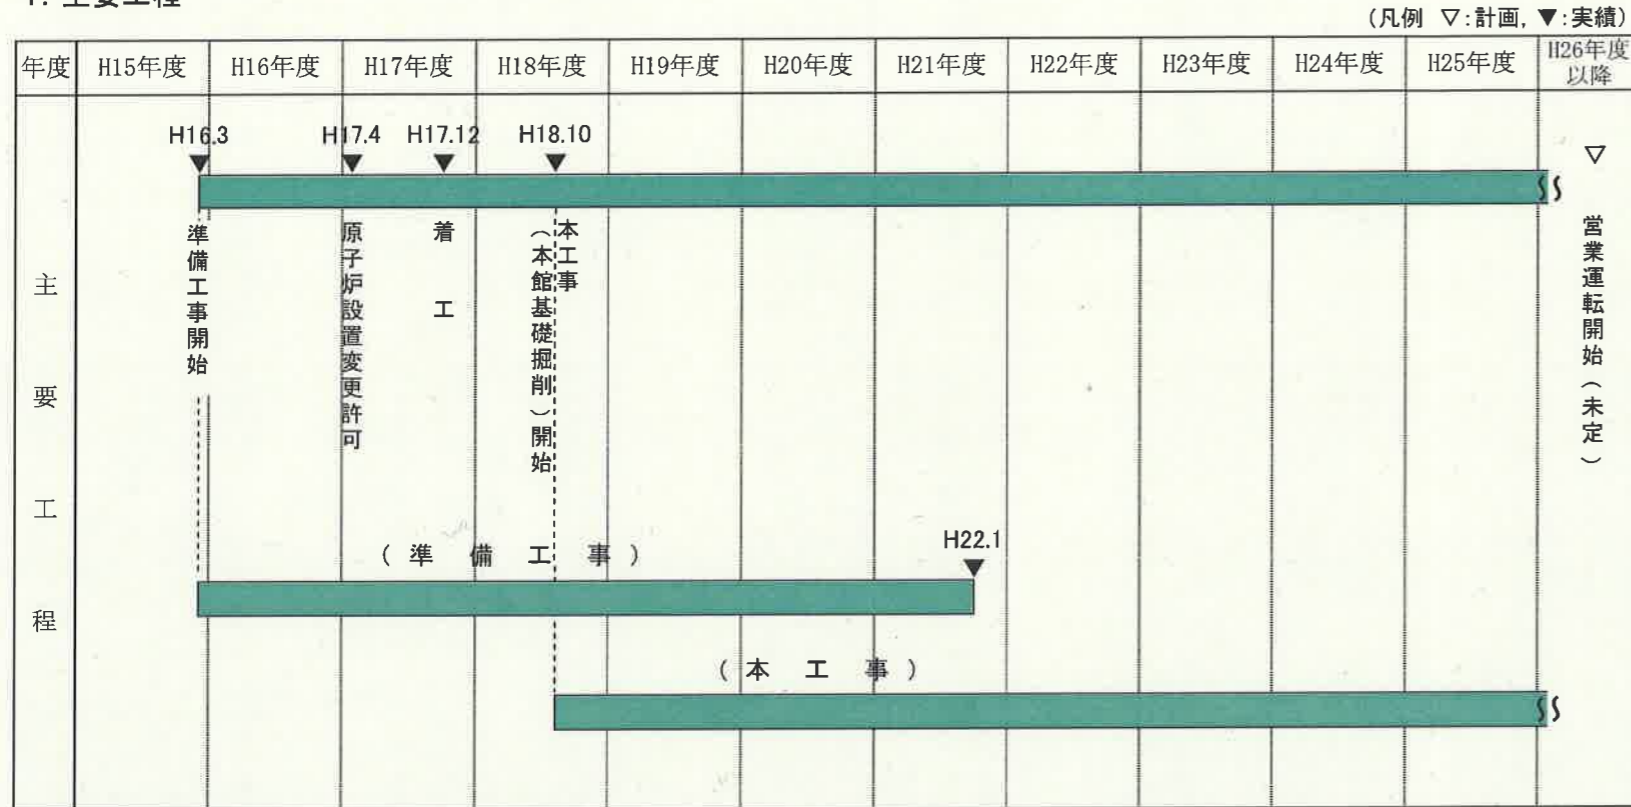 1. 主要工程
(凡例 ▽:計画, ▼:実績)
年度 H15年度 H16年度 H17年度 H18年度 H19年度 H20年度 H21年度 H22年度 H23年度 H24年度 H25年度 H26年度以降
主要工程
H16.3 H17.4 H17.12 H18.10
▼ ▼ ▼ ▼ ▽
準備工事開始
原子炉設置変更許可
着工
本工事
(本館基礎掘削)開始
営業運転開始(未定)
(準備工事)
H22.1
▼
(本工事)